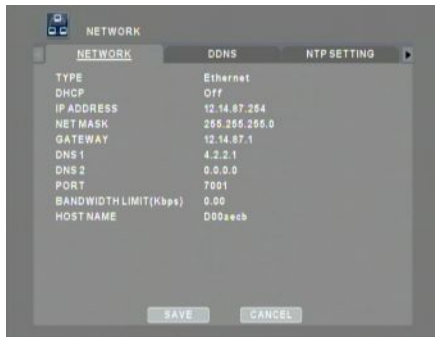 NETWORK
NETWORK DDNS NTP SETTING
TYPE Ethernet
DHCP Off
IP ADDRESS 12.14.87.254
NET MASK 255.255.255.0
GATEWAY 12.14.87.1
DNS 1 4.2.2.1
DNS 2 0.0.0.0
PORT 7001
BANDWIDTH LIMIT(Kbps) 0.00
HOST NAME D00aecb
SAVE CANCEL